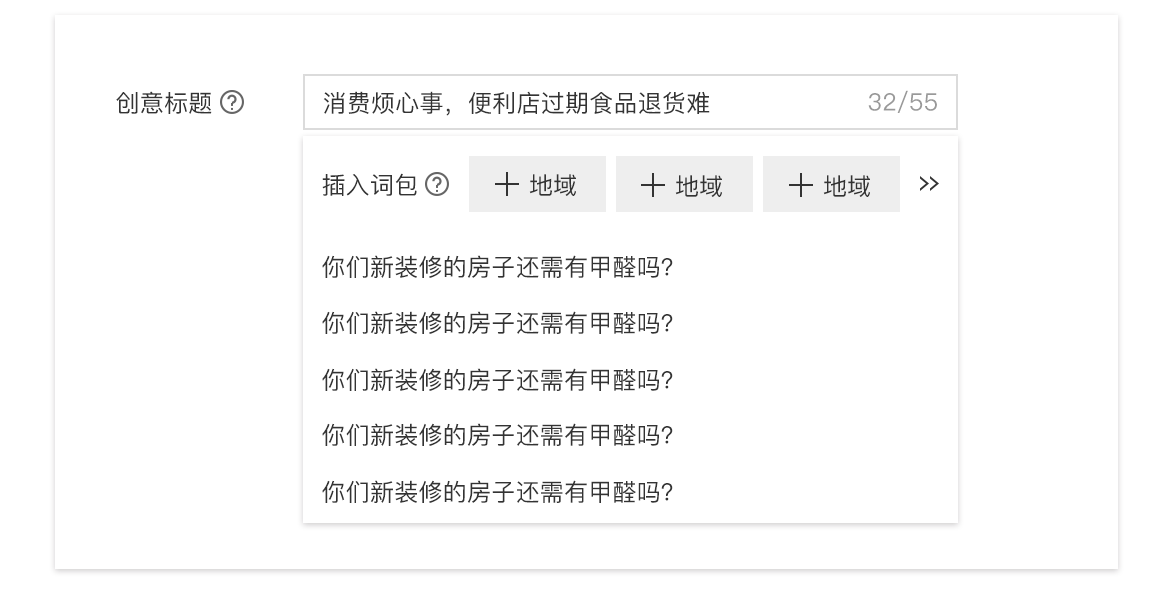 创意标题 ? 消费烦心事，便利店过期食品退货难 32/55
插入词包 ? + 地域 + 地域 + 地域 >>
你们新装修的房子还需有甲醛吗？
你们新装修的房子还需有甲醛吗？
你们新装修的房子还需有甲醛吗？
你们新装修的房子还需有甲醛吗？
你们新装修的房子还需有甲醛吗？